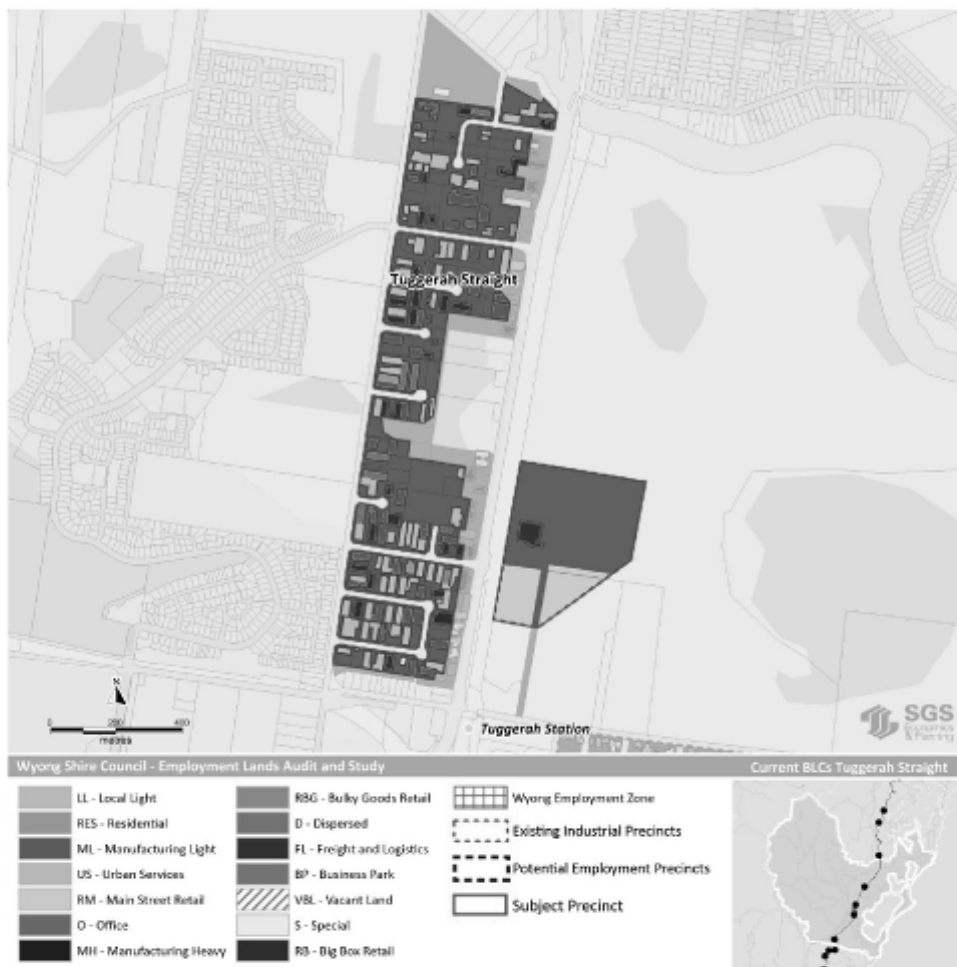 Tuggerah Straight
N
0 200 400
metres
Tuggerah Station
SGS
Economics
& Planning
Wyong Shire Council - Employment Lands Audit and Study
Current BLCs Tuggerah Straight
LL - Local Light
RES - Residential
ML - Manufacturing Light
US - Urban Services
RM - Main Street Retail
O - Office
MH - Manufacturing Heavy
RBG - Bulky Goods Retail
D - Dispersed
FL - Freight and Logistics
BP - Business Park
VBL - Vacant Land
S - Special
RB - Big Box Retail
Wyong Employment Zone
Existing Industrial Precincts
Potential Employment Precincts
Subject Precinct